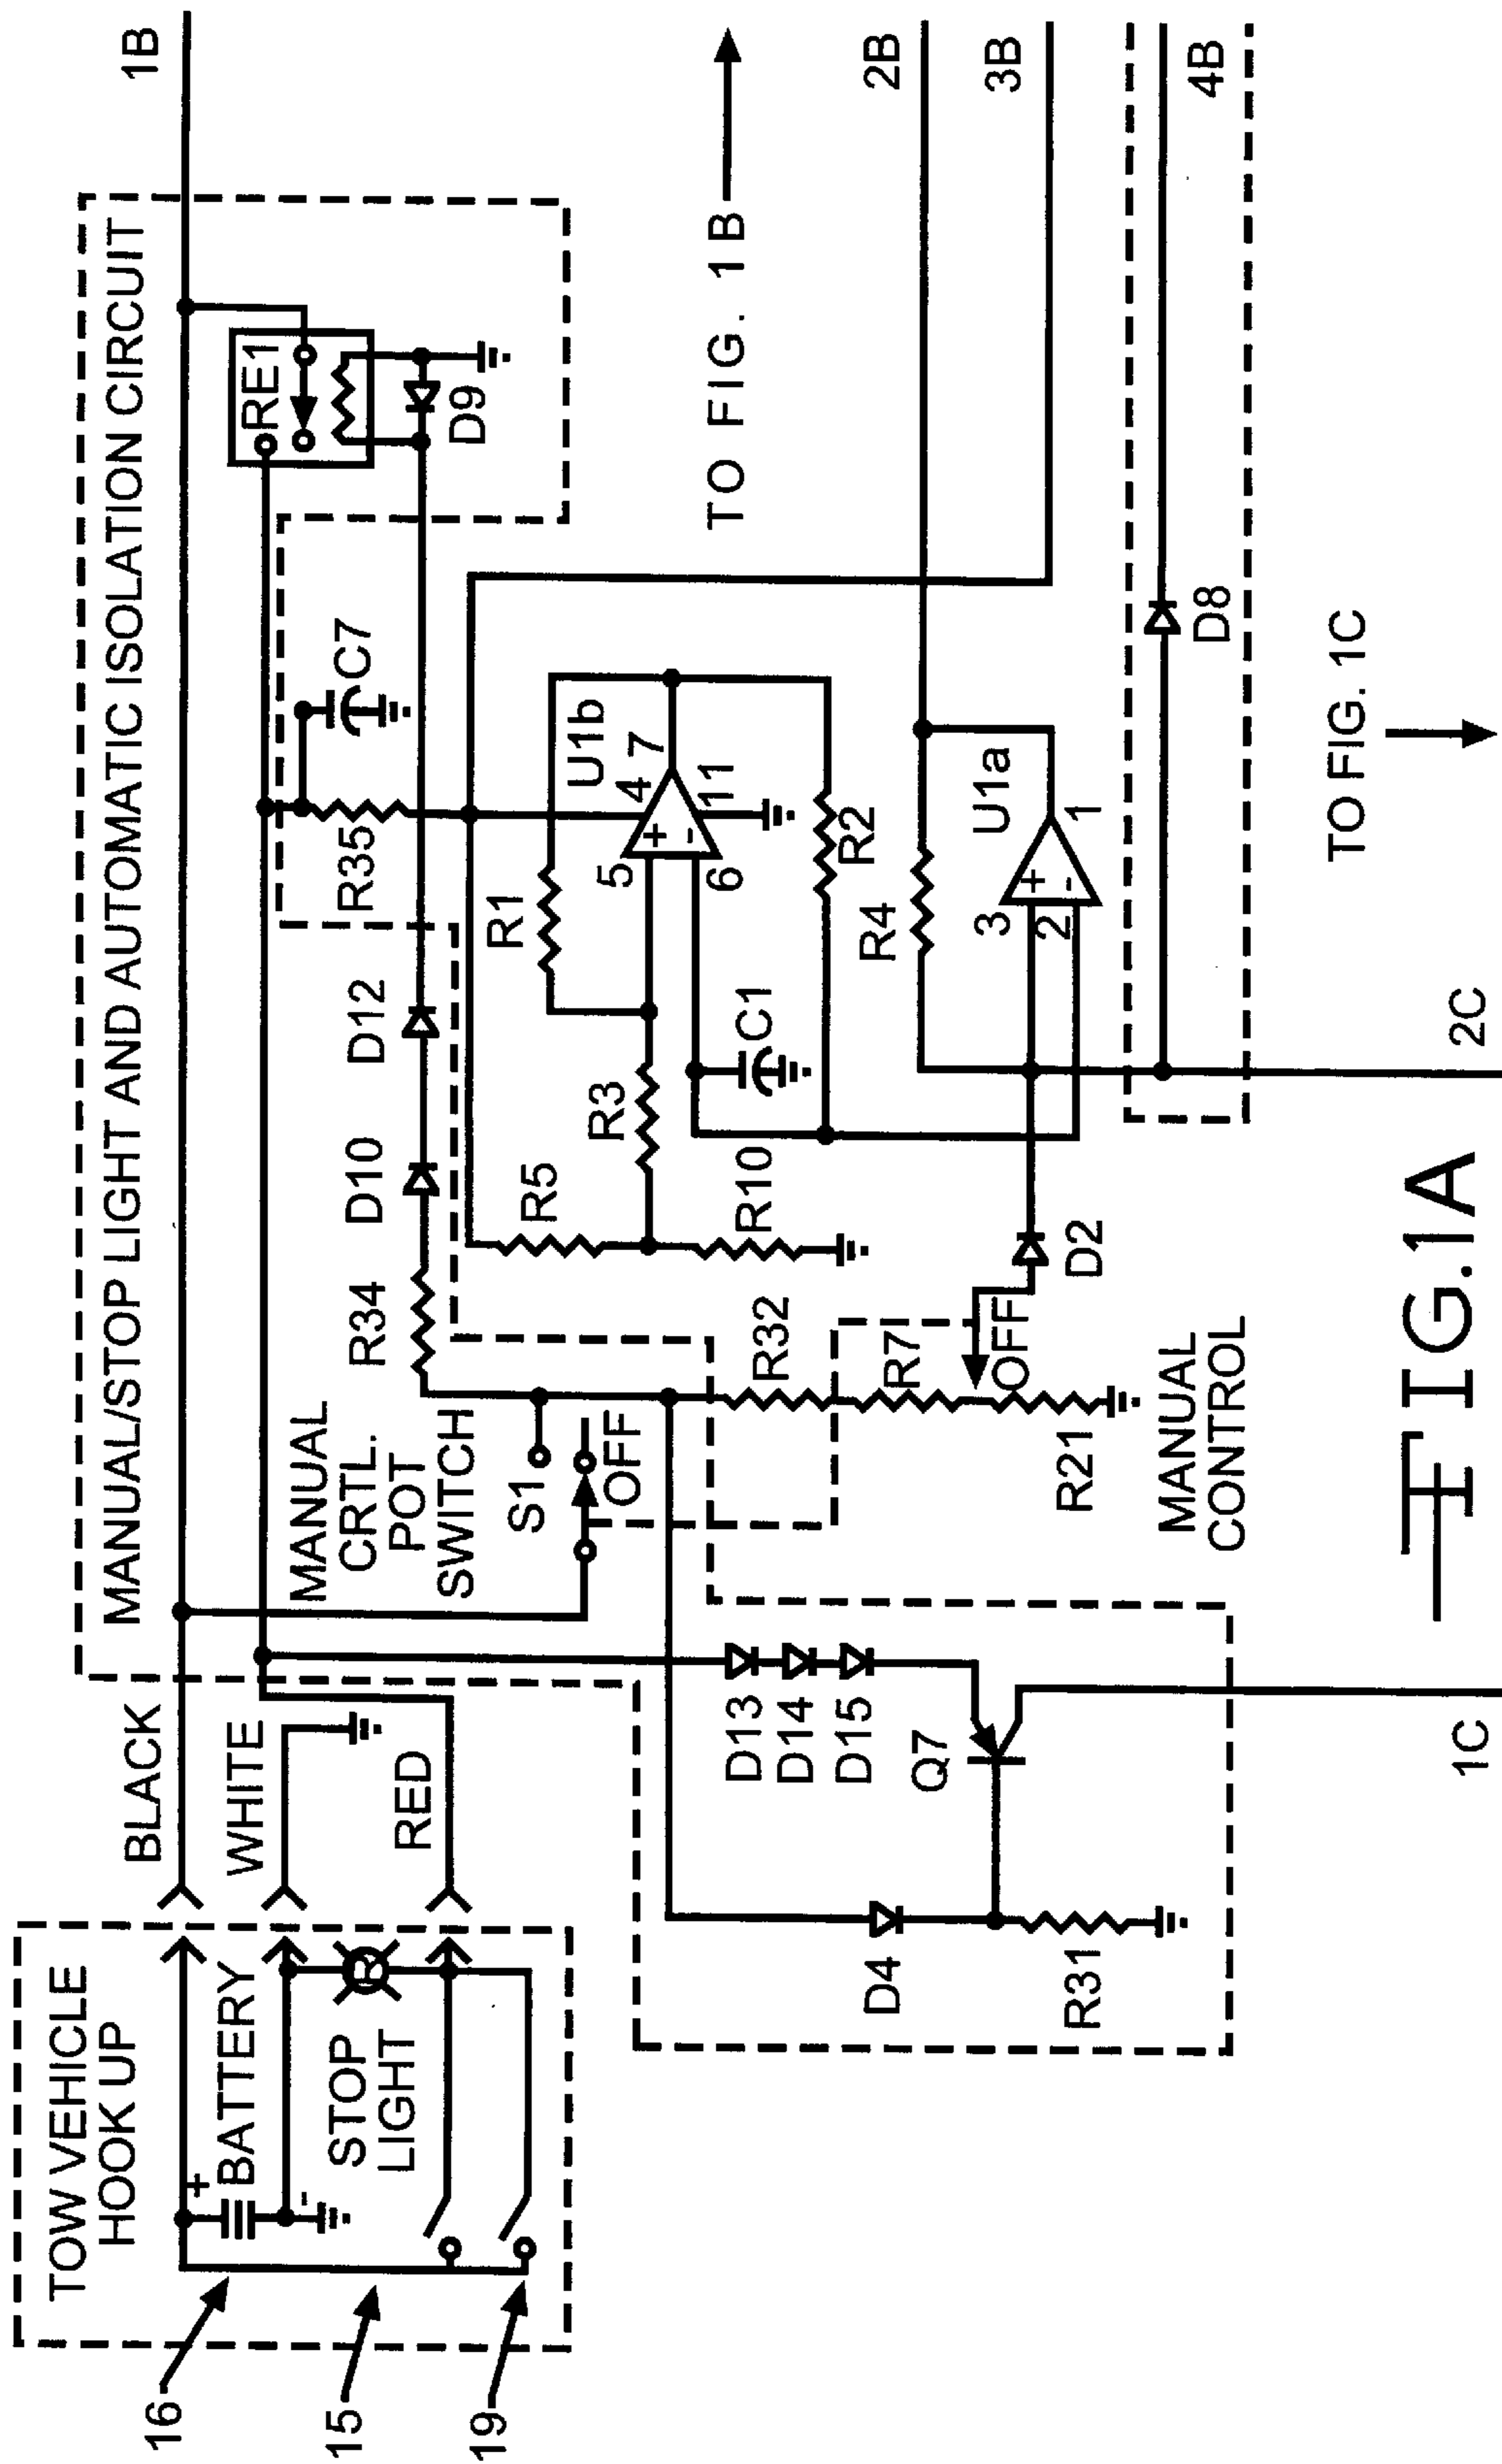 TOW VEHICLE
HOOK UP
16
15
19
+
BATTERY
-
STOP
LIGHT
R
BLACK
WHITE
RED
MANUAL/STOP LIGHT AND AUTOMATIC ISOLATION CIRCUIT
1B
RE1
D9
MANUAL
CRTL.
POT
SWITCH
S1
OFF
R34
D10
D12
R35
C7
TO FIG. 1B
R5
R3
R1
5
+
-
6
4
7
11
U1b
C1
R10
R2
R4
2B
3B
3
+
-
2
U1a
1
D4
R31
D13
D14
D15
Q7
R32
R7
OFF
R21
D2
MANUAL
CONTROL
D8
4B
1C
2C
TO FIG. 1C
FIG.1A